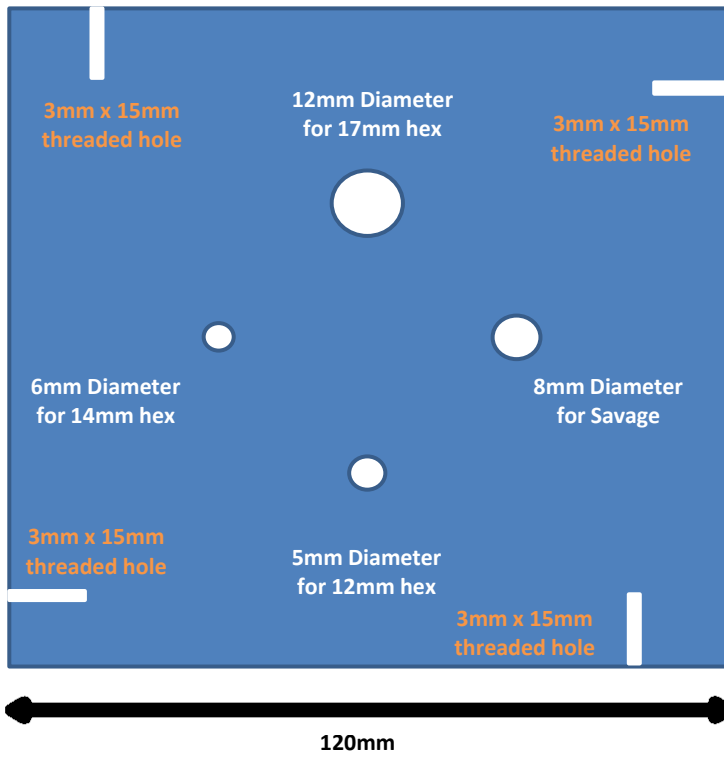 3mm x 15mm
threaded hole
12mm Diameter
for 17mm hex
3mm x 15mm
threaded hole
6mm Diameter
for 14mm hex
8mm Diameter
for Savage
3mm x 15mm
threaded hole
5mm Diameter
for 12mm hex
3mm x 15mm
threaded hole
120mm